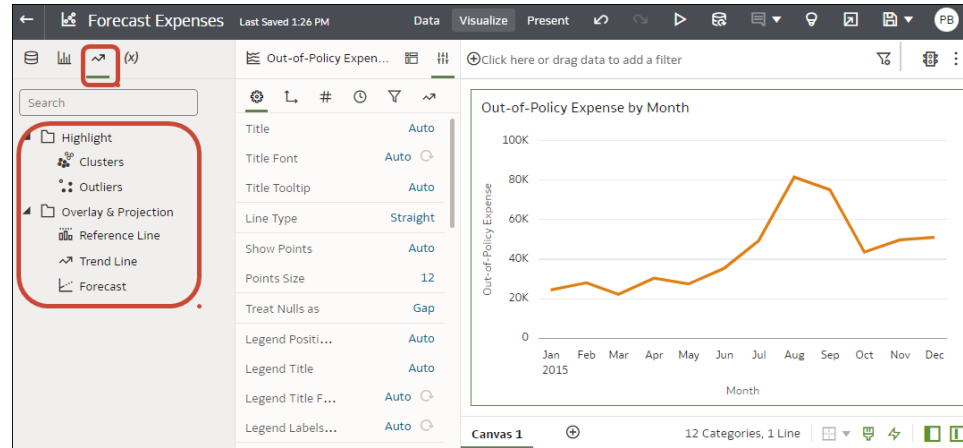 Forecast Expenses Last Saved 1:26 PM Data Visualize Present PB
(x) Out-of-Policy Expen... Click here or drag data to add a filter
Search
Highlight
Clusters
Outliers
Overlay & Projection
Reference Line
Trend Line
Forecast
#
Title Auto
Title Font Auto
Title Tooltip Auto
Line Type Straight
Show Points Auto
Points Size 12
Treat Nulls as Gap
Legend Positi... Auto
Legend Title Auto
Legend Title F... Auto
Legend Labels... Auto
Out-of-Policy Expense by Month
Out-of-Policy Expense
100K
80K
60K
40K
20K
0
Jan Feb Mar Apr May Jun Jul Aug Sep Oct Nov Dec
2015
Month
Canvas 1 12 Categories, 1 Line